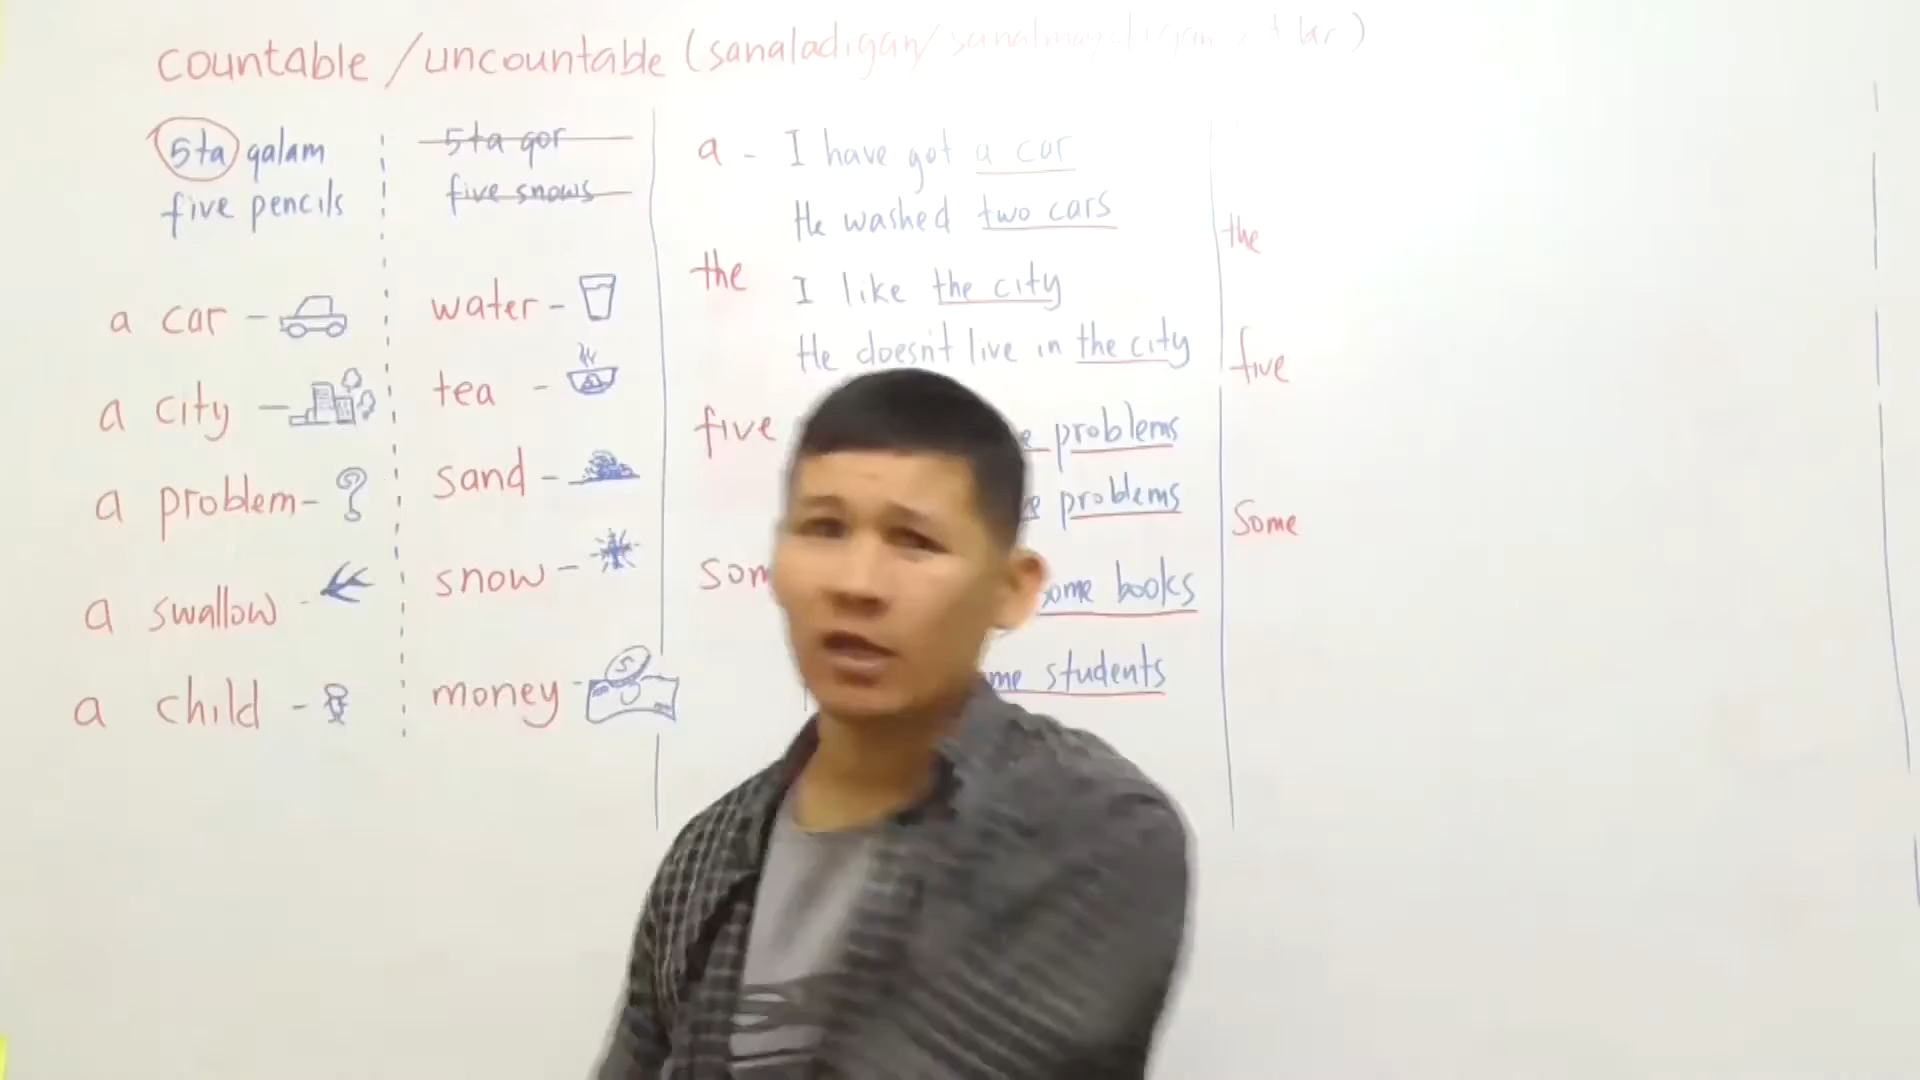 countable / uncountable (sanaladigan/
5ta qalam
five pencils
a car -
a city -
a problem -
a swallow -
a child -
5ta qor
five snows
water -
tea -
sand -
snow -
money -
a - I have got a car
He washed two cars
the
I like the city
He doesn't live in the city
five problems
problems
some books
students
the
five
Some